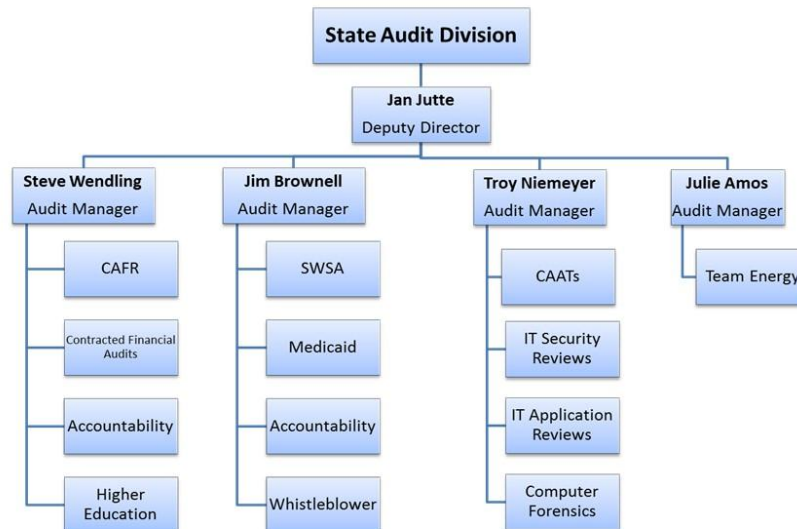 State Audit Division
Jan Jutte
Deputy Director
Steve Wendling
Audit Manager
CAFR
Contracted Financial
Audits
Accountability
Higher
Education
Jim Brownell
Audit Manager
SWSA
Medicaid
Accountability
Whistleblower
Troy Niemeyer
Audit Manager
CAATs
IT Security
Reviews
IT Application
Reviews
Computer
Forensics
Julie Amos
Audit Manager
Team Energy